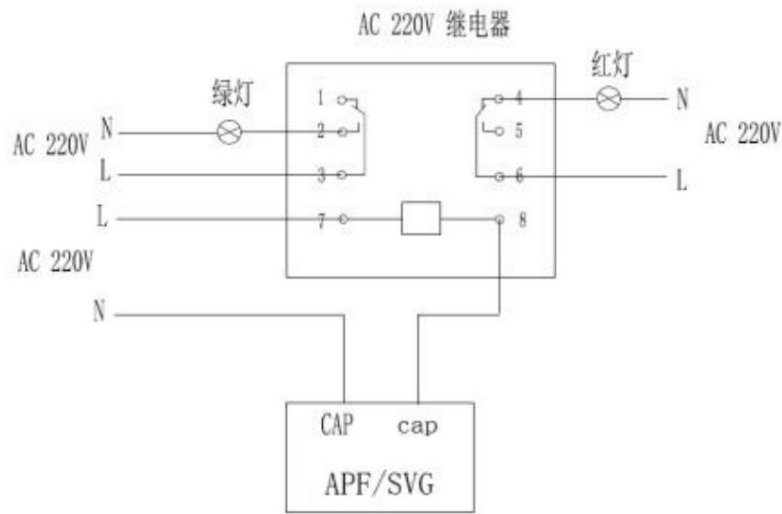 AC 220V 继电器
绿灯
红灯
1
4
N
N
2
5
AC 220V
AC 220V
L
3
6
L
L
7
8
AC 220V
N
CAP
cap
APF/SVG